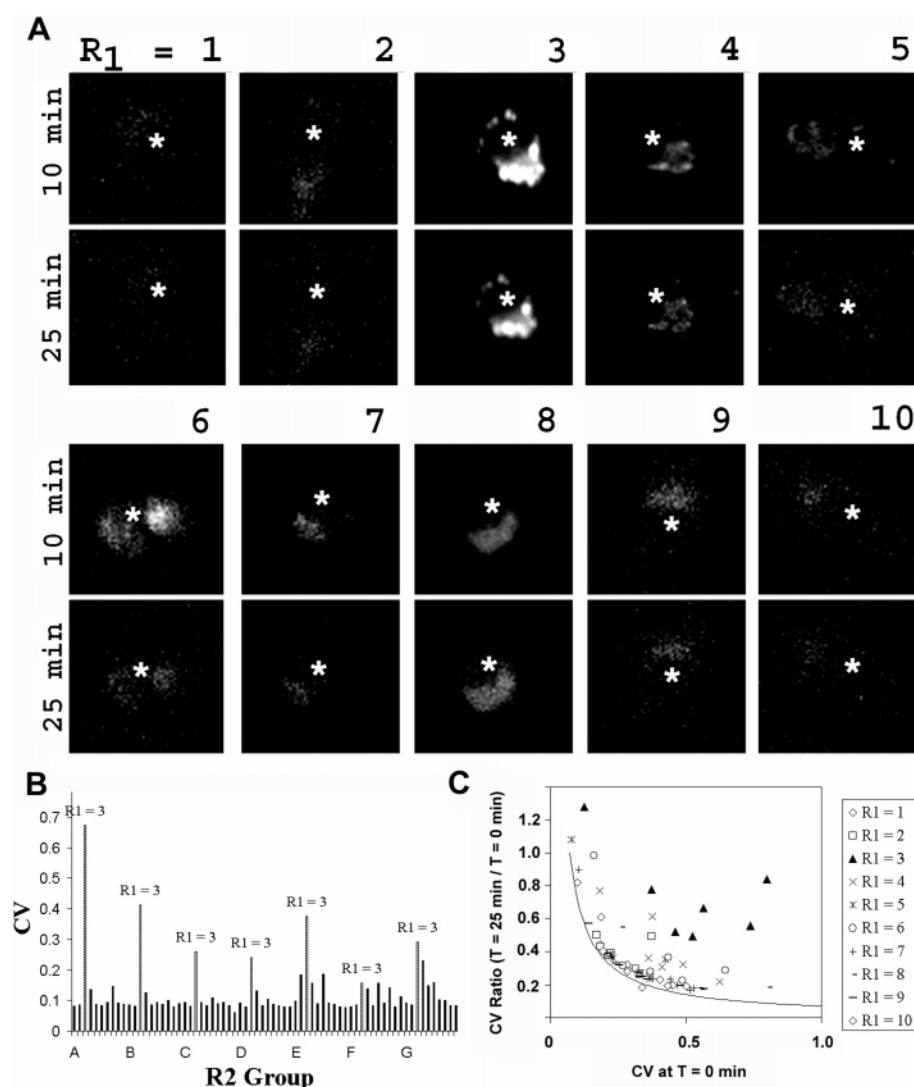 A
R1 = 1 2 3 4 5
10 min
* * * * *
25 min
* * * * *
6 7 8 9 10
10 min
* * * * *
25 min
* * * * *
B
0.7
0.6
0.5
0.4
0.3
0.2
0.1
0
CV
R1 = 3
R1 = 3
R1 = 3
R1 = 3
R1 = 3
R1 = 3
R1 = 3
A B C D E F G
R2 Group
C
1.2
1.0
0.8
0.6
0.4
0.2
CV Ratio (T = 25 min / T = 0 min)
0 0.5 1.0
CV at T = 0 min
R1 = 1
R1 = 2
R1 = 3
R1 = 4
R1 = 5
R1 = 6
R1 = 7
R1 = 8
R1 = 9
R1 = 10